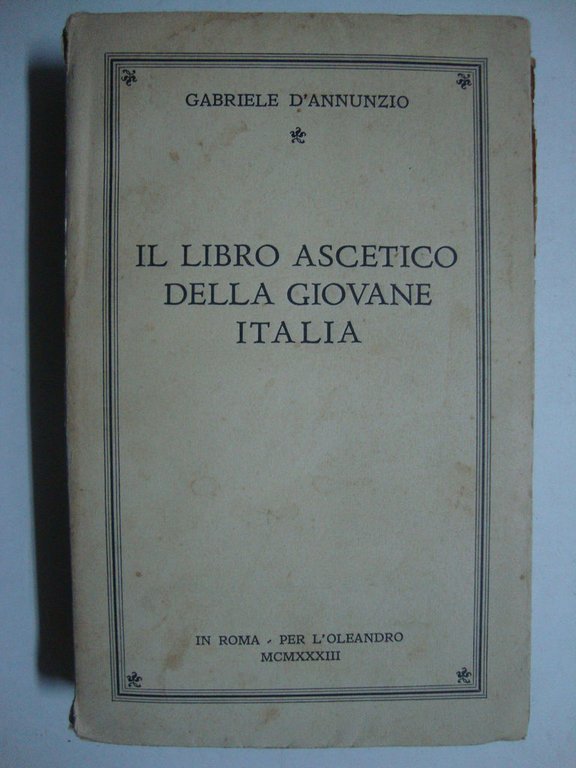 GABRIELE D'ANNUNZIO
IL LIBRO ASCETICO
DELLA GIOVANE
ITALIA
IN ROMA - PER L'OLEANDRO
MCMXXXIII